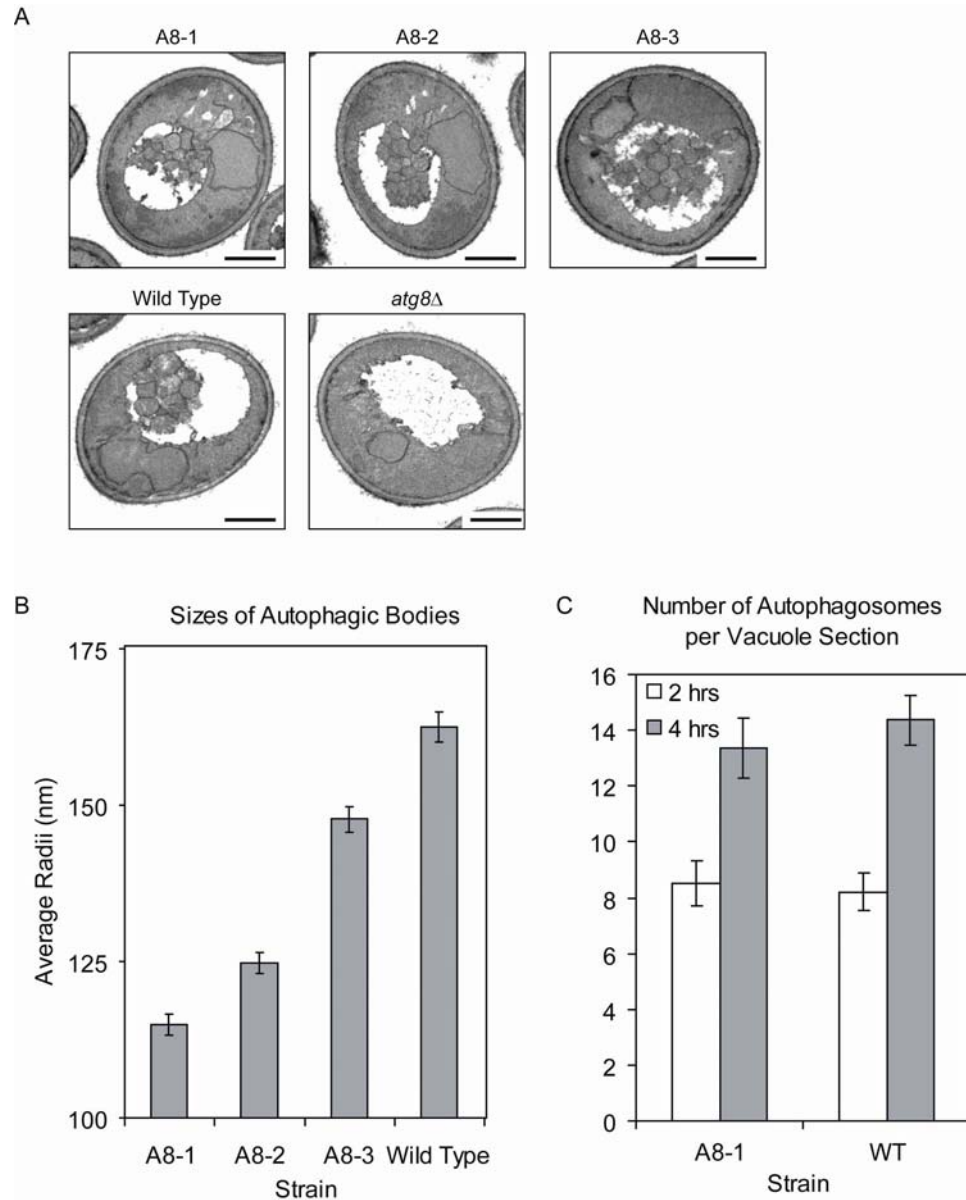 A
A8-1 A8-2 A8-3
Wild Type atg8Δ
B
Sizes of Autophagic Bodies
175
150
125
100
Average Radii (nm)
A8-1 A8-2 A8-3 Wild Type
Strain
C
Number of Autophagosomes
per Vacuole Section
16
14
12
10
8
6
4
2
0
2 hrs
4 hrs
A8-1 WT
Strain